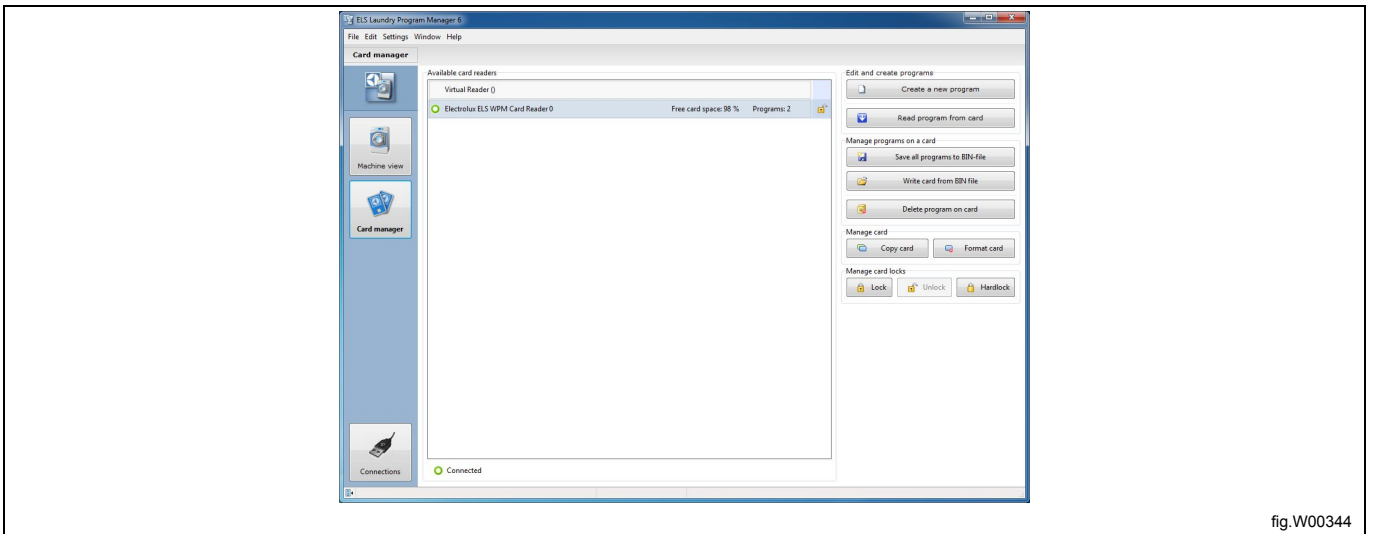 ELS Laundry Program Manager 6
File Edit Settings Window Help
Card manager
Available card readers
Virtual Reader ()
Electrolux ELS WPM Card Reader 0 Free card space: 98 % Programs: 2
Machine view
Card manager
Connections
Connected
Edit and create programs
Create a new program
Read program from card
Manage programs on a card
Save all programs to BIN-file
Write card from BIN file
Delete program on card
Manage card
Copy card Format card
Manage card locks
Lock Unlock Hardlock
fig.W00344